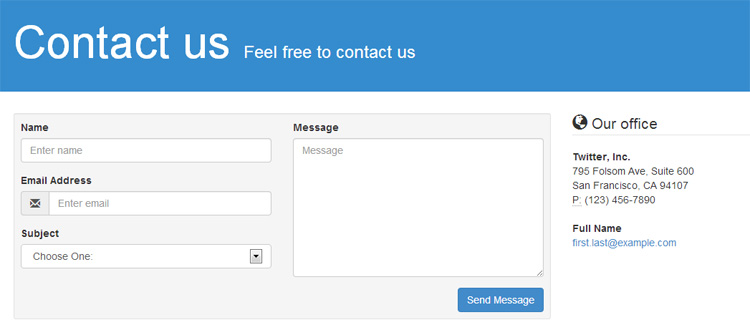 Contact us Feel free to contact us
Name
Enter name
Email Address
Enter email
Subject
Choose One:
Message
Message
Send Message
Our office
Twitter, Inc.
795 Folsom Ave, Suite 600
San Francisco, CA 94107
P: (123) 456-7890
Full Name
first.last@example.com